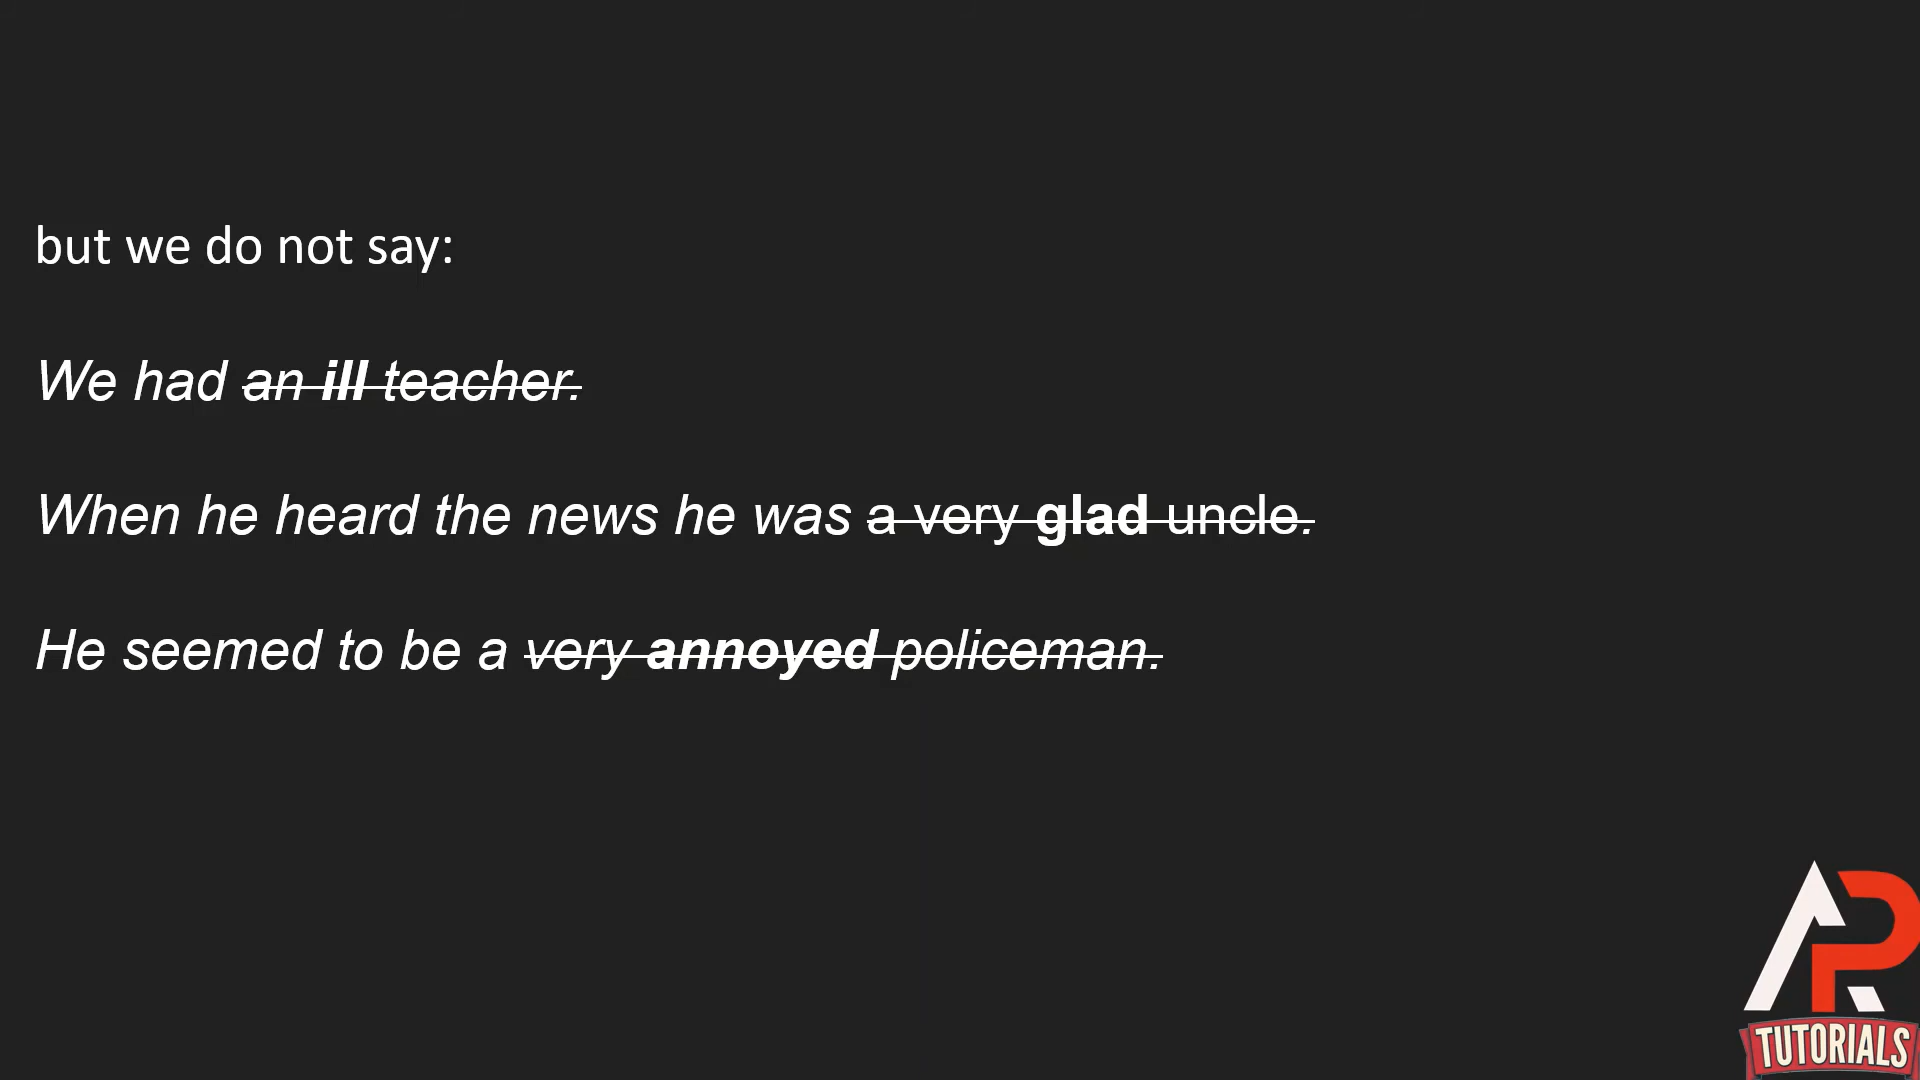 but we do not say:
We had an ill teacher.
When he heard the news he was a very glad uncle.
He seemed to be a very annoyed policeman.
AP
TUTORIALS